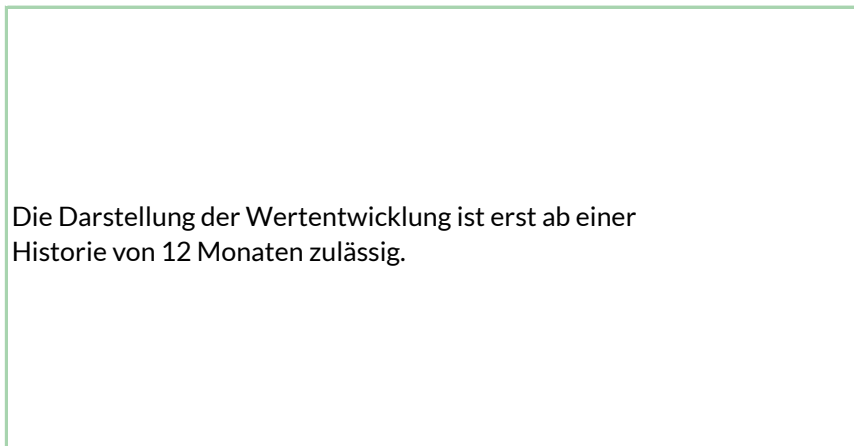 Die Darstellung der Wertentwicklung ist erst ab einer
Historie von 12 Monaten zulässig.